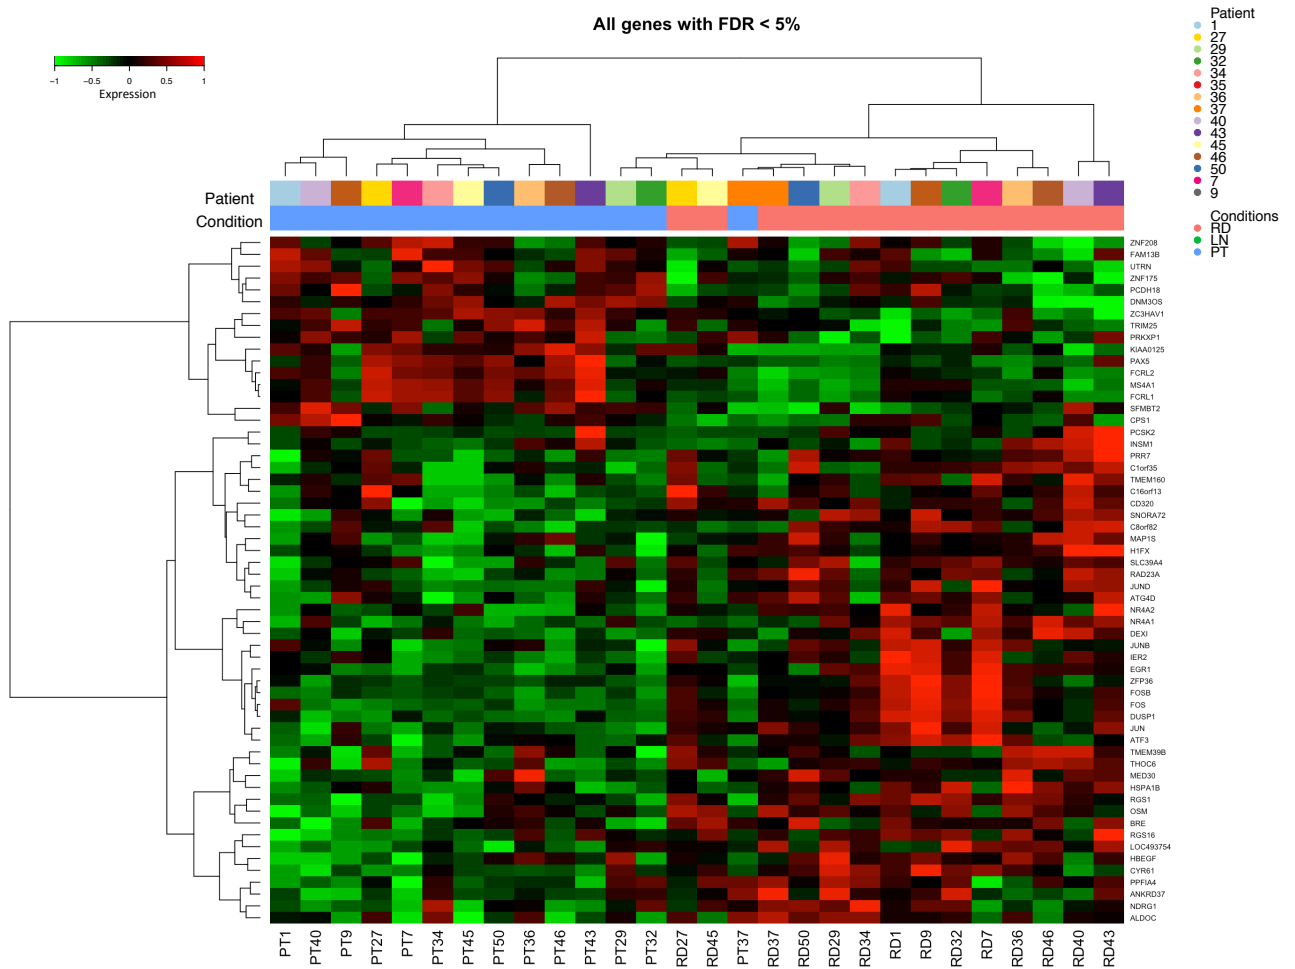 All genes with FDR < 5%
−1 −0.5 0 0.5 1
Expression
Patient
1
27
29
32
34
35
36
37
40
43
45
46
50
7
9
Conditions
RD
LN
PT
Patient
Condition
ZNF208
FAM13B
UTRN
ZNF175
PCDH18
DNM3OS
ZC3HAV1
TRIM25
PRKXP1
KIAA0125
PAX5
FCRL2
MS4A1
FCRL1
SFMBT2
CPS1
PCSK2
INSM1
PRR7
C1orf35
TMEM160
C16orf13
CD320
SNORA72
C8orf82
MAP1S
H1FX
SLC39A4
RAD23A
JUND
ATG4D
NR4A2
NR4A1
DEXI
JUNB
IER2
EGR1
ZFP36
FOSB
FOS
DUSP1
JUN
ATF3
TMEM39B
THOC6
MED30
HSPA1B
RGS1
OSM
BRE
RGS16
LOC493754
HBEGF
CYR61
PPFIA4
ANKRD37
NDRG1
ALDOC
PT1 PT40 PT9 PT27 PT7 PT34 PT45 PT50 PT36 PT46 PT43 PT29 PT32 RD27 RD45 PT37 RD37 RD50 RD29 RD34 RD1 RD9 RD32 RD7 RD36 RD46 RD40 RD43